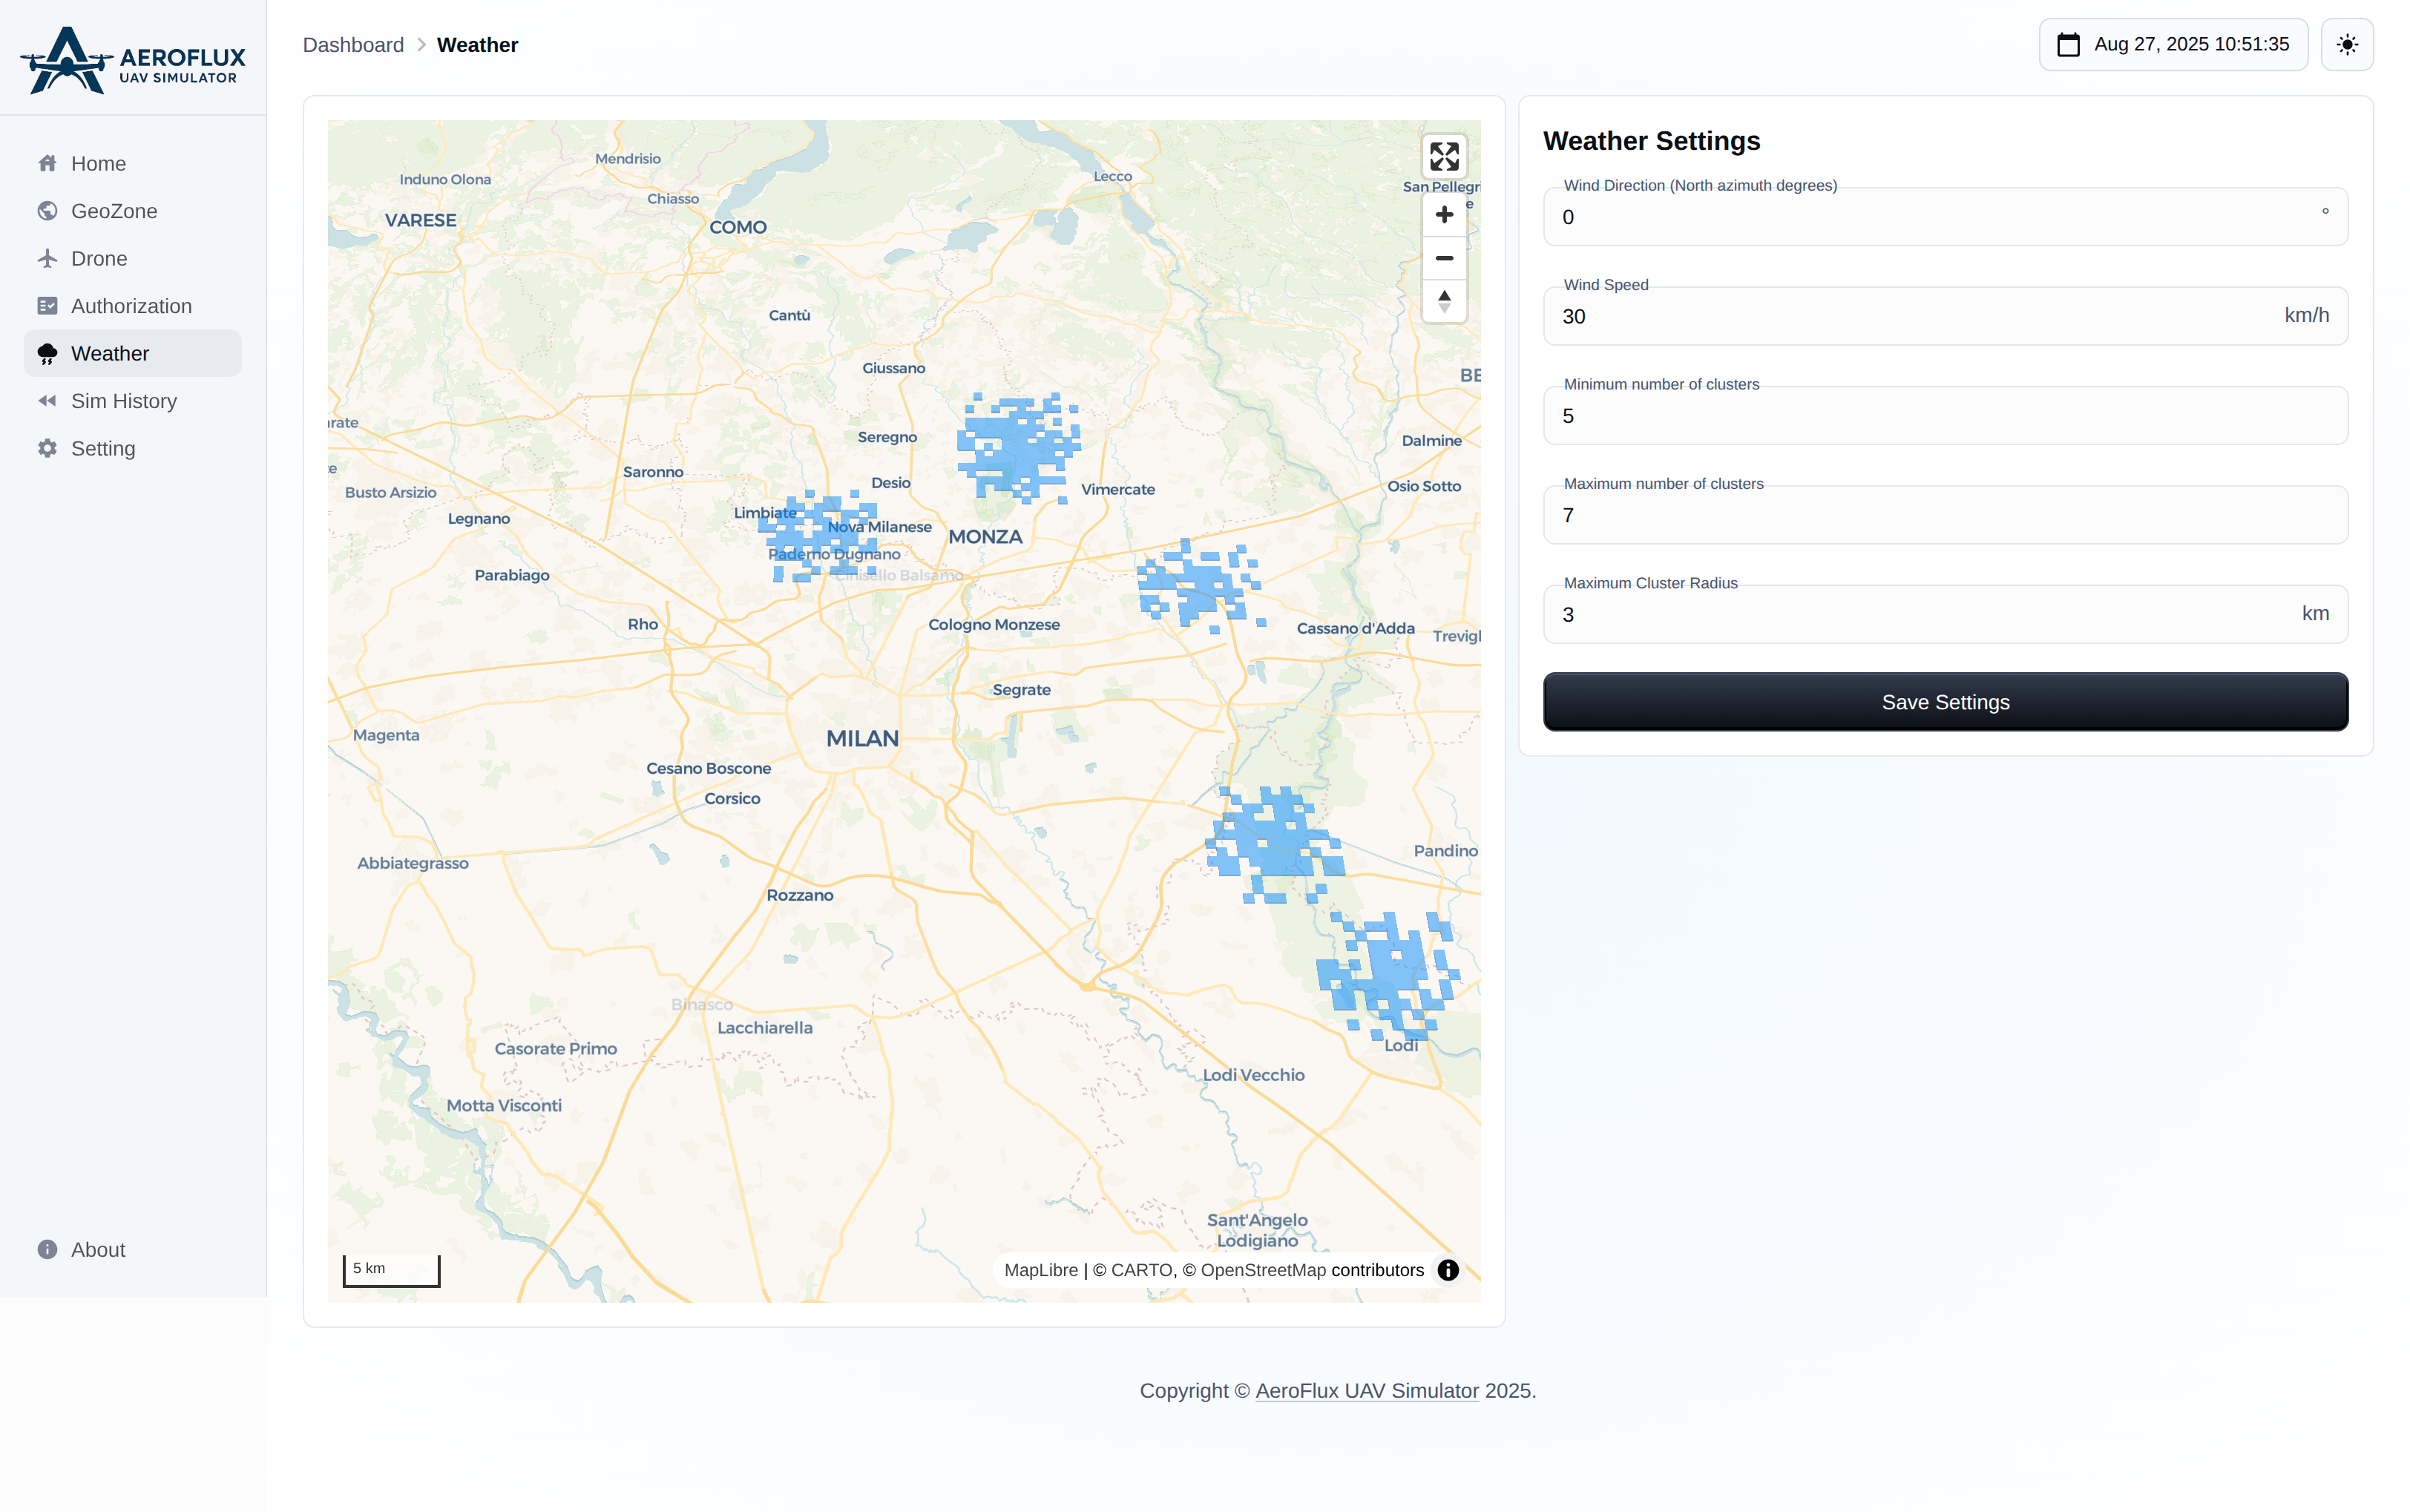 AEROFLUX
UAV SIMULATOR
Home
GeoZone
Drone
Authorization
Weather
Sim History
Setting
About
Dashboard > Weather
Aug 27, 2025 10:51:35
Mendrisio
Induno Olona
Lecco
San Pellegri
e
Chiasso
VARESE
COMO
Cantù
Giussano
BE
rate
Seregno
Dalmine
Saronno
Desio
Busto Arsizio
Vimercate
Osio Sotto
Legnano
Limbiate
Nova Milanese
MONZA
Paderno Dugnano
Cinisello Balsamo
Parabiago
Rho
Cologno Monzese
Cassano d'Adda
Trevigl
Segrate
Magenta
MILAN
Cesano Boscone
Corsico
Abbiategrasso
Pandino
Rozzano
Binasco
Lacchiarella
Casorate Primo
Lodi
Lodi Vecchio
Motta Visconti
Sant'Angelo
Lodigiano
5 km
MapLibre | © CARTO, © OpenStreetMap contributors
Weather Settings
Wind Direction (North azimuth degrees)
0 °
Wind Speed
30 km/h
Minimum number of clusters
5
Maximum number of clusters
7
Maximum Cluster Radius
3 km
Save Settings
Copyright © AeroFlux UAV Simulator 2025.